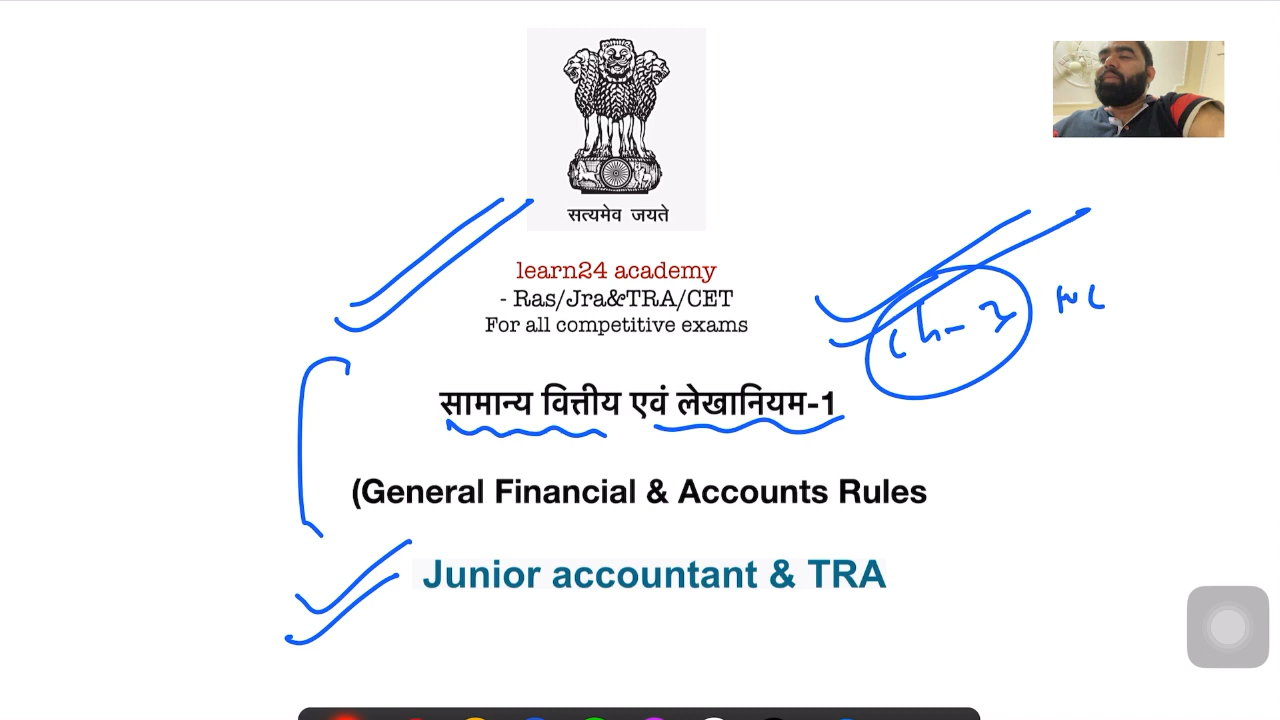 सत्यमेव जयते
learn24 academy
- Ras/Jra&TRA/CET
For all competitive exams
ch-3
सामान्य वित्तीय एवं लेखानियम-1
(General Financial & Accounts Rules
Junior accountant & TRA